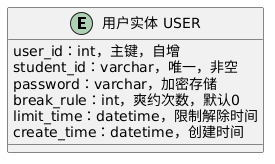 E 用户实体 USER
user_id：int，主键，自增
student_id：varchar，唯一，非空
password：varchar，加密存储
break_rule：int，爽约次数，默认0
limit_time：datetime，限制解除时间
create_time：datetime，创建时间